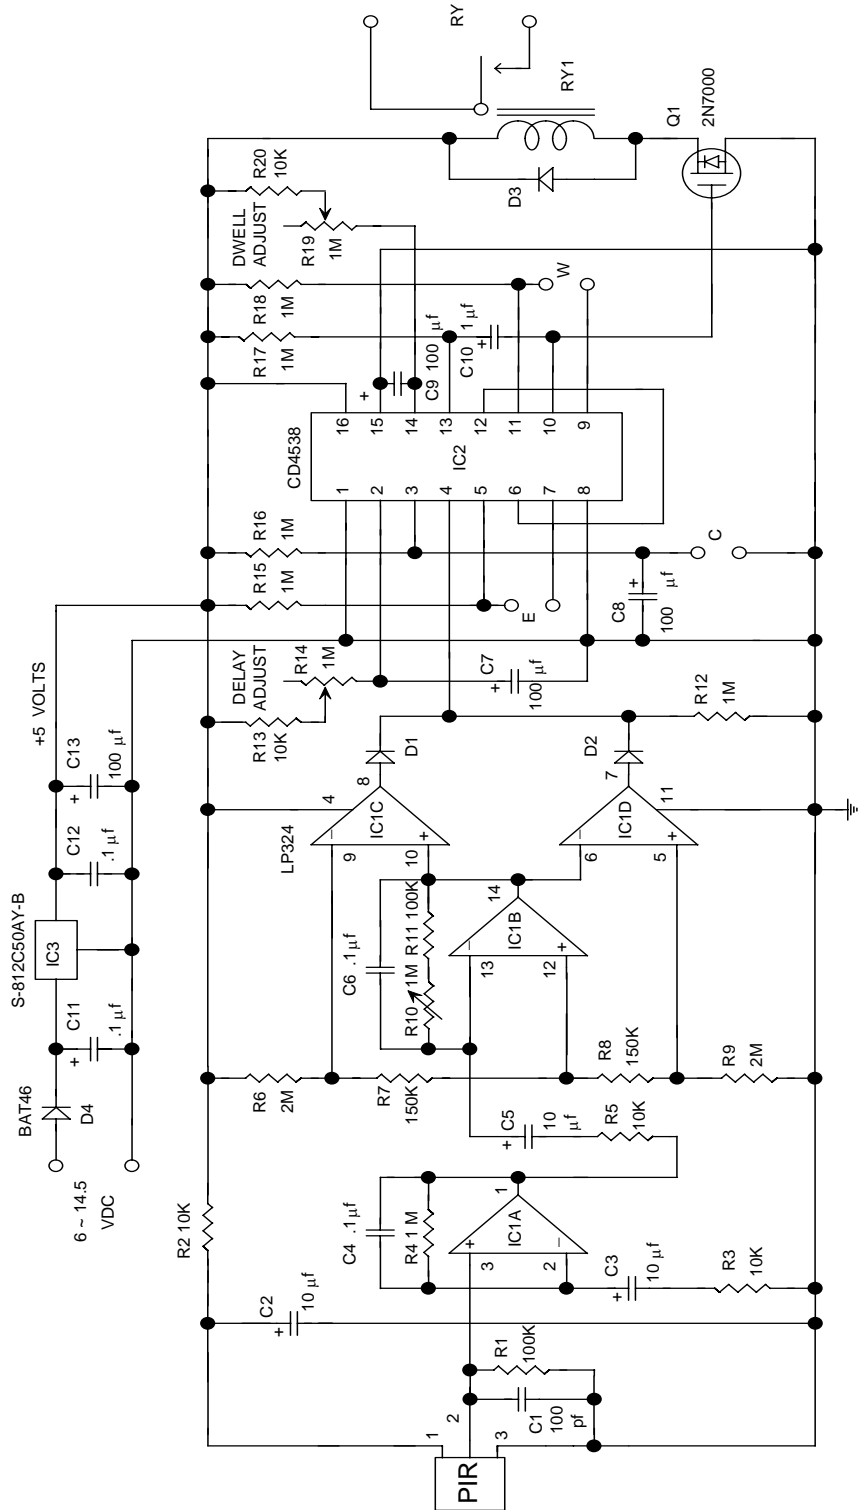 PIR
1
2
3
C1
100
pf
R1
100K
C2
10 µf
+
R2 10K
C3
10 µf
+
R3
10K
C4 .1µf
R4 1 M
IC1A
3
2
1
+
−
C5
10
µf
+
R5
10K
R6
2M
R7
150K
R8
150K
R9
2M
C6 .1µf
R10 1M
R11 100K
IC1B
13
12
14
−
+
LP324
IC1C
9
10
8
4
−
+
IC1D
6
5
7
11
−
+
D1
D2
R12
1M
6 ~ 14.5
VDC
BAT46
D4
C11
.1 µf
+
S-812C50AY-B
IC3
C12
.1 µf
C13
100 µf
+
+5 VOLTS
DELAY
ADJUST
R13
10K
R14
1M
C7
100 µf
+
R15
1M
R16
1M
E
C8
100
µf
+
C
CD4538
IC2
1
2
3
4
5
6
7
8
16
15
14
13
12
11
10
9
C9
100
µf
+
C10
1 µf
+
R17
1M
R18
1M
W
DWELL
ADJUST
R19
1M
R20
10K
D3
RY1
RY
Q1
2N7000